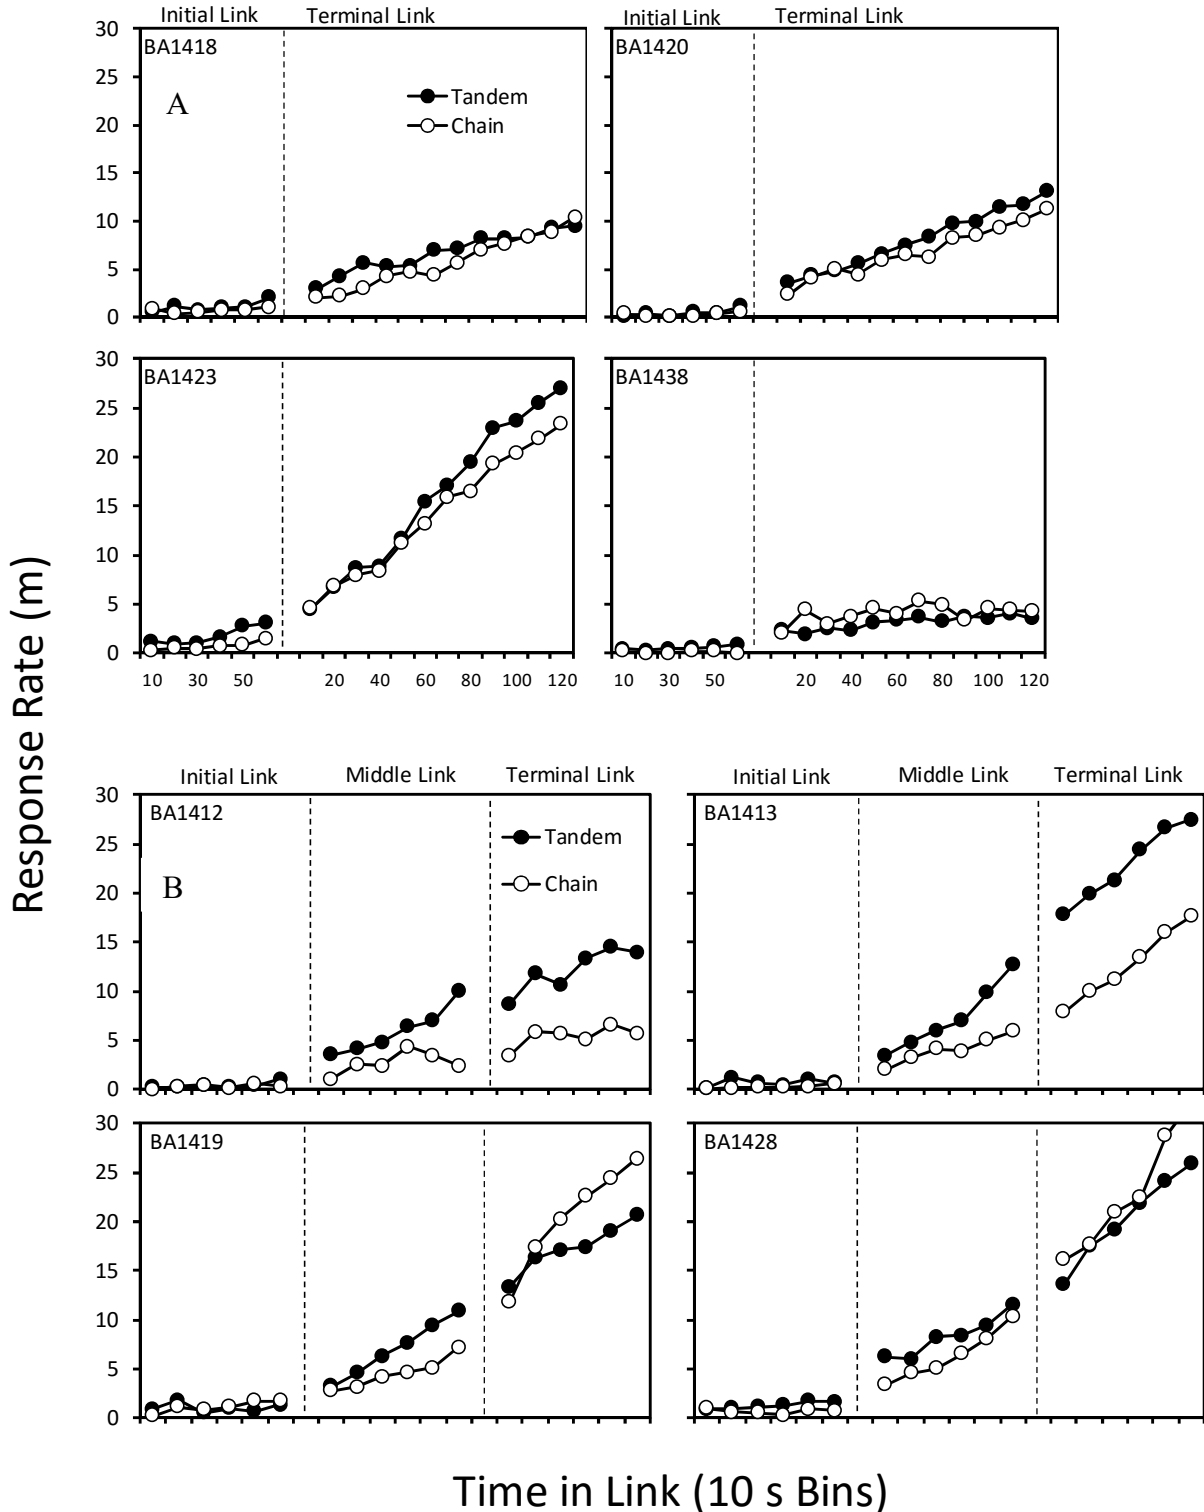 Initial Link Terminal Link Initial Link Terminal Link
30 BA1418 BA1420
25
A Tandem
20 Chain
15
10
5
0
30 BA1423 BA1438
25
20
15
10
5
0
10 30 50 20 40 60 80 100 120 10 30 50 20 40 60 80 100 120
Initial Link Middle Link Terminal Link Initial Link Middle Link Terminal Link
30 BA1412 BA1413
Tandem
25
B Chain
20
15
10
5
0
30 BA1419 BA1428
25
20
15
10
5
0
Response Rate (m)
Time in Link (10 s Bins)